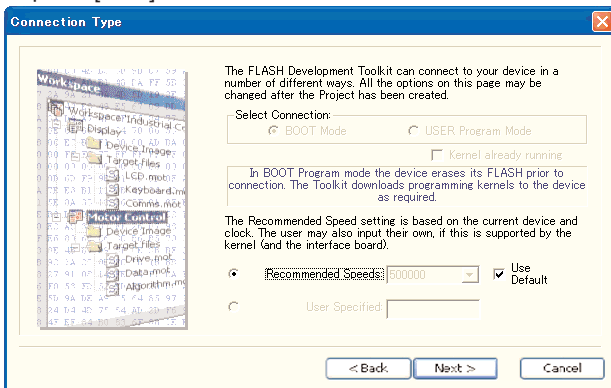 Connection Type
The FLASH Development Toolkit can connect to your device in a
number of different ways. All the options on this page may be
changed after the Project has been created.
Select Connection:
BOOT Mode
USER Program Mode
Kernel already running
In BOOT Program mode the device erases its FLASH prior to
connection. The Toolkit downloads programming kernels to the device
as required.
The Recommended Speed setting is based on the current device and
clock. The user may also input their own, if this is supported by the
kernel (and the interface board).
Recommended Speeds: 500000
Use
Default
User Specified:
Workspace
Workspace Industrial
Display
Device Image
Target files
LCD.mot
Keyboard.m
Comms.mot
Motor Control
Device Image
Target files
Drive.mot
Data.mot
Algorithm.m
< Back
Next >
Cancel